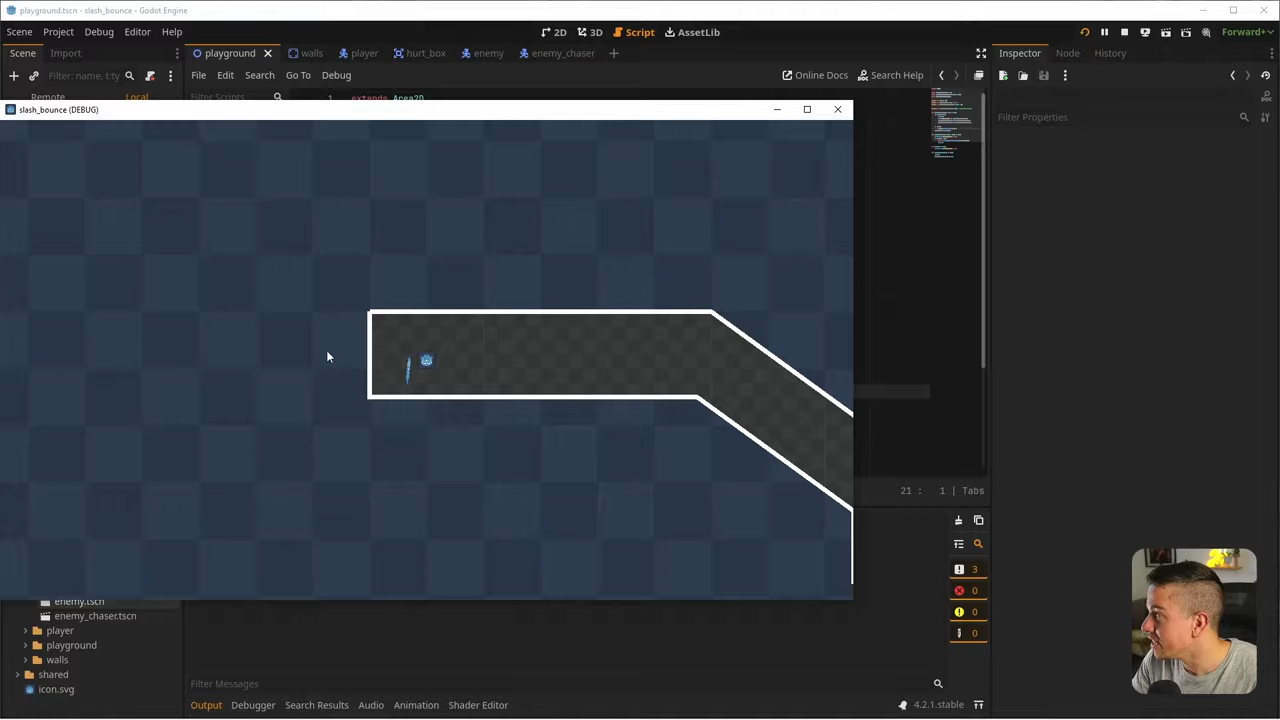 playground.tscn - slash_bounce - Godot Engine
Scene Project Debug Editor Help
2D 3D Script AssetLib
Forward+
Scene Import
playground walls player hurt_box enemy enemy_chaser
Inspector Node History
Filter: name, t:ty
File Edit Search Go To Debug
Online Docs Search Help
Remote Local
Filter Scripts
1 extends Area2D
slash_bounce (DEBUG)
Filter Properties
21 : 1 | Tabs
3
0
0
0
enemy.tscn
enemy_chaser.tscn
player
playground
walls
shared
icon.svg
Filter Messages
Output Debugger Search Results Audio Animation Shader Editor
4.2.1.stable